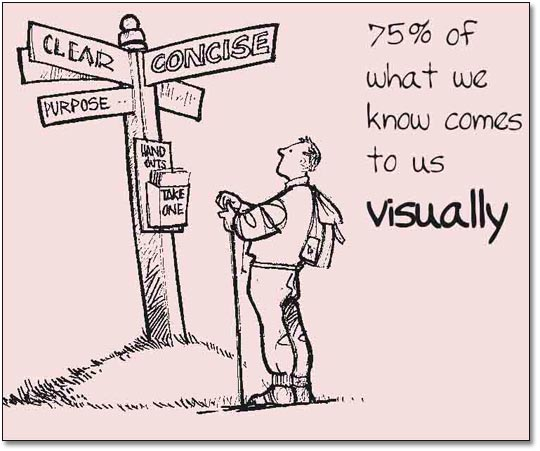 CLEAR
CONCISE
PURPOSE
HAND
OUTS
TAKE
ONE
75% of
what we
know comes
to us
visually